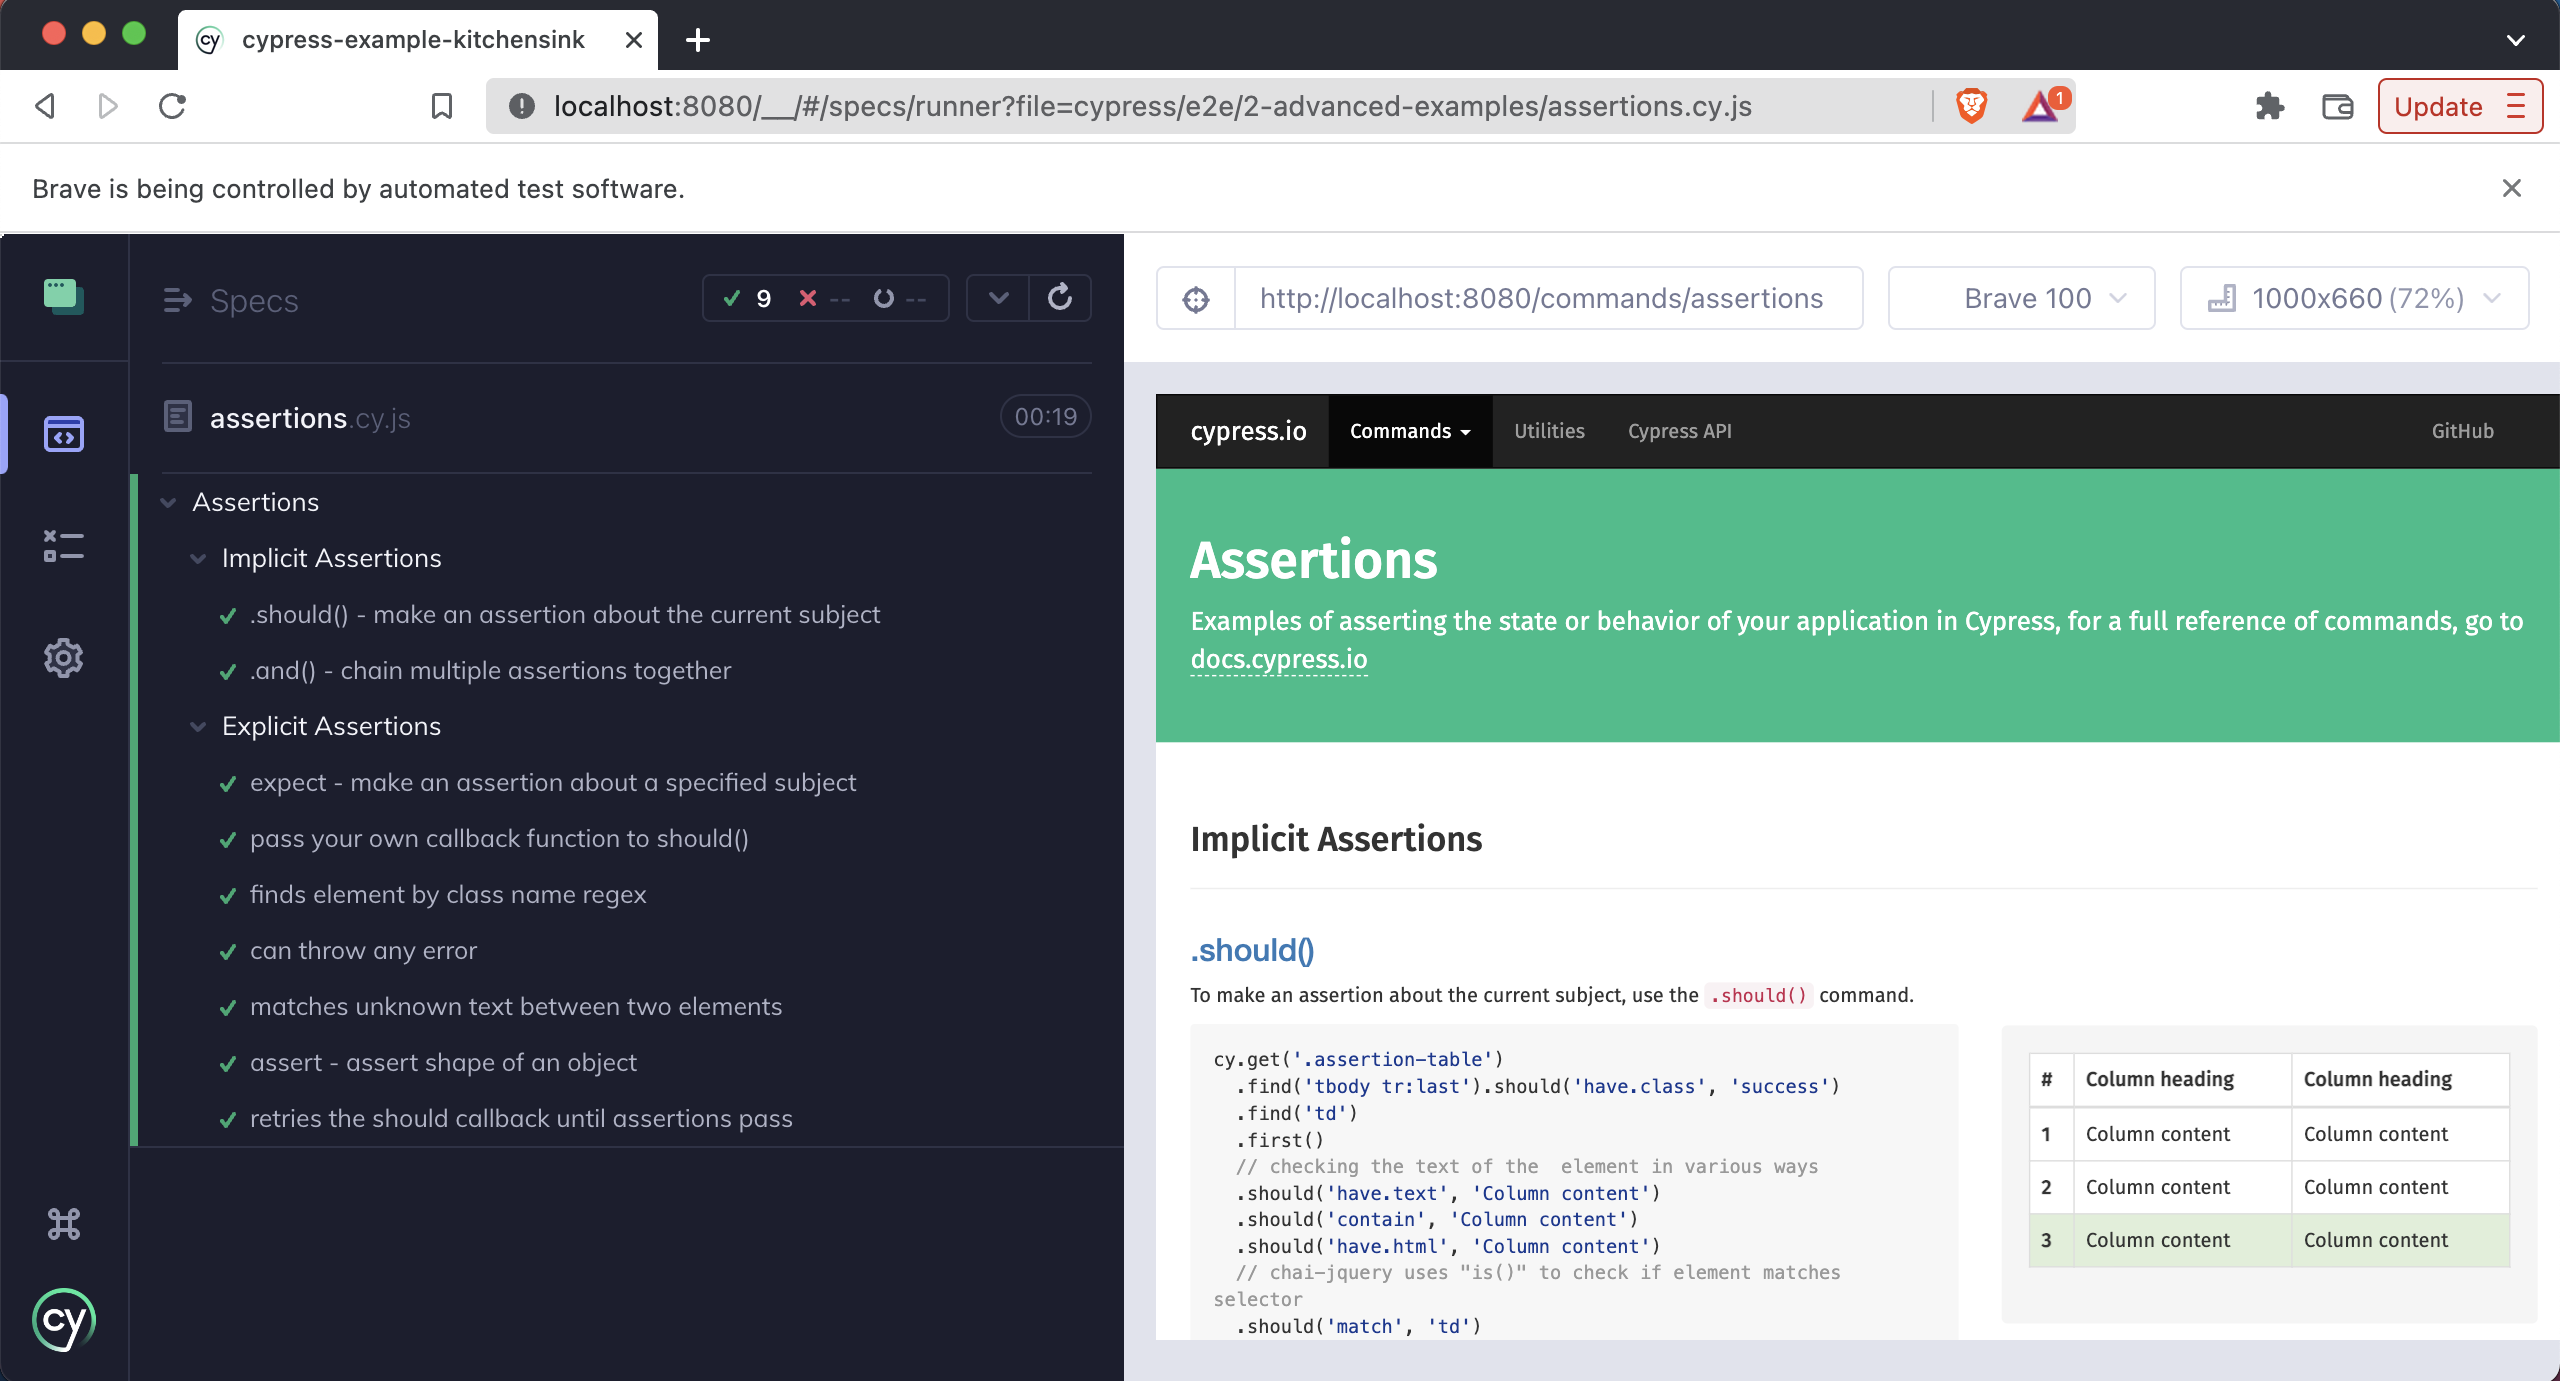 cypress-example-kitchensink
localhost:8080/__/#/specs/runner?file=cypress/e2e/2-advanced-examples/assertions.cy.js
1
Update
Brave is being controlled by automated test software.
Specs
9 -- --
http://localhost:8080/commands/assertions
Brave 100
1000x660 (72%)
assertions.cy.js
00:19
Assertions
Implicit Assertions
.should() - make an assertion about the current subject
.and() - chain multiple assertions together
Explicit Assertions
expect - make an assertion about a specified subject
pass your own callback function to should()
finds element by class name regex
can throw any error
matches unknown text between two elements
assert - assert shape of an object
retries the should callback until assertions pass
cy
cypress.io Commands Utilities Cypress API GitHub
Assertions
Examples of asserting the state or behavior of your application in Cypress, for a full reference of commands, go to
docs.cypress.io
Implicit Assertions
.should()
To make an assertion about the current subject, use the .should() command.
cy.get('.assertion-table')
.find('tbody tr:last').should('have.class', 'success')
.find('td')
.first()
// checking the text of the  element in various ways
.should('have.text', 'Column content')
.should('contain', 'Column content')
.should('have.html', 'Column content')
// chai-jquery uses "is()" to check if element matches
selector
.should('match', 'td')
# Column heading Column heading
1 Column content Column content
2 Column content Column content
3 Column content Column content